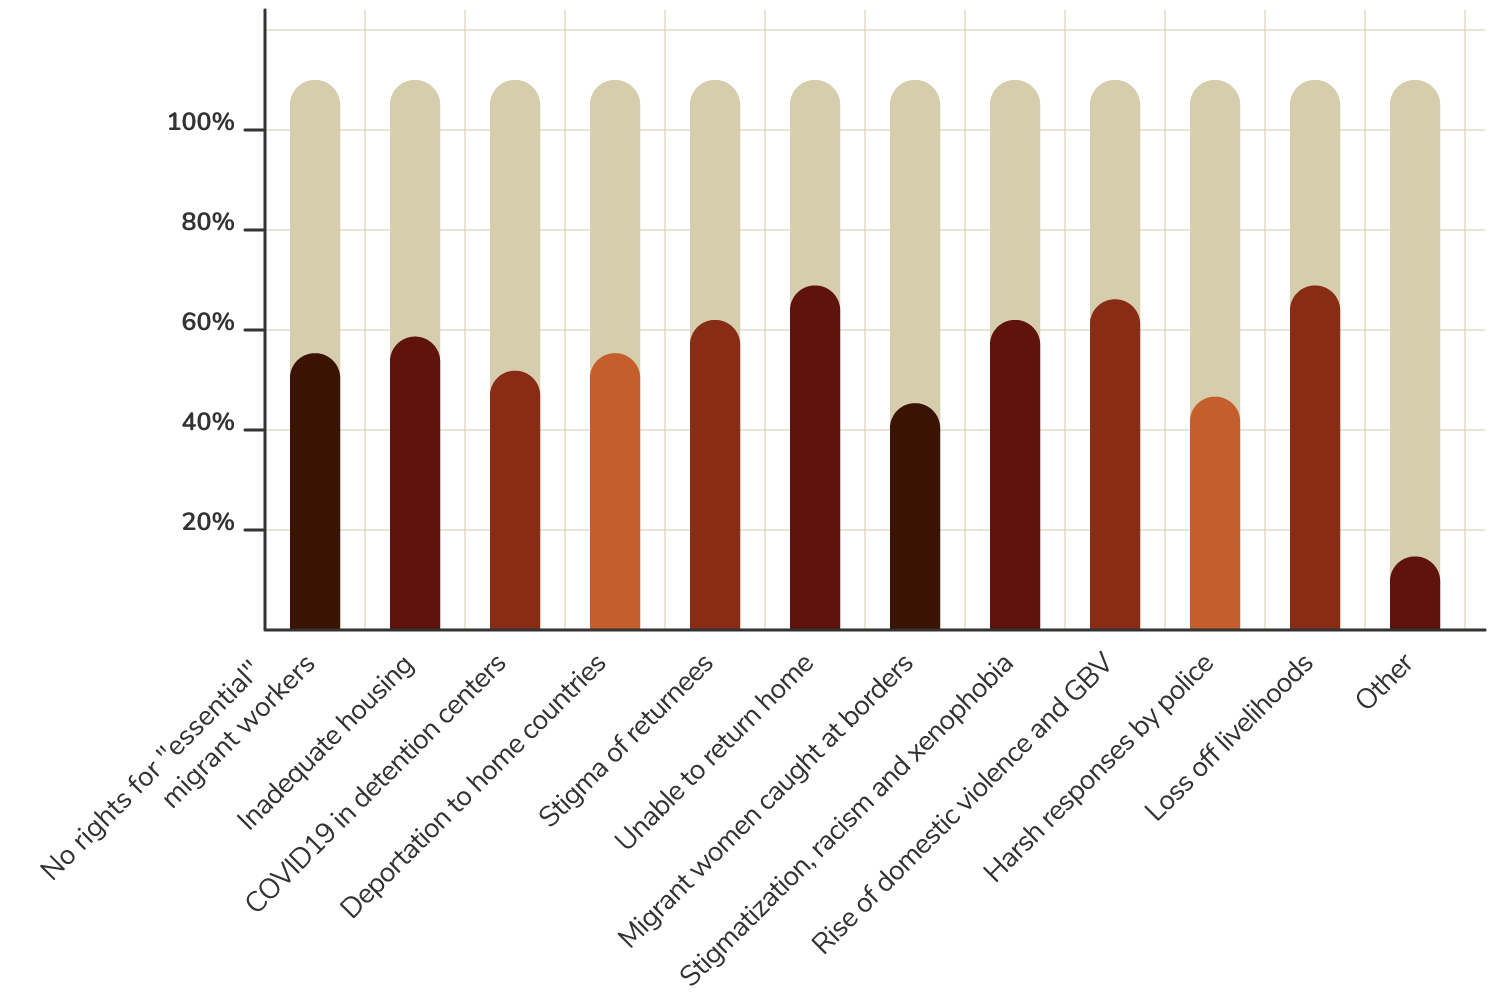 100%
80%
60%
40%
20%
No rights for "essential"
migrant workers
Inadequate housing
COVID19 in detention centers
Deportation to home countries
Stigma of returnees
Unable to return home
Migrant women caught at borders
Stigmatization, racism and xenophobia
Rise of domestic violence and GBV
Harsh responses by police
Loss off livelihoods
Other